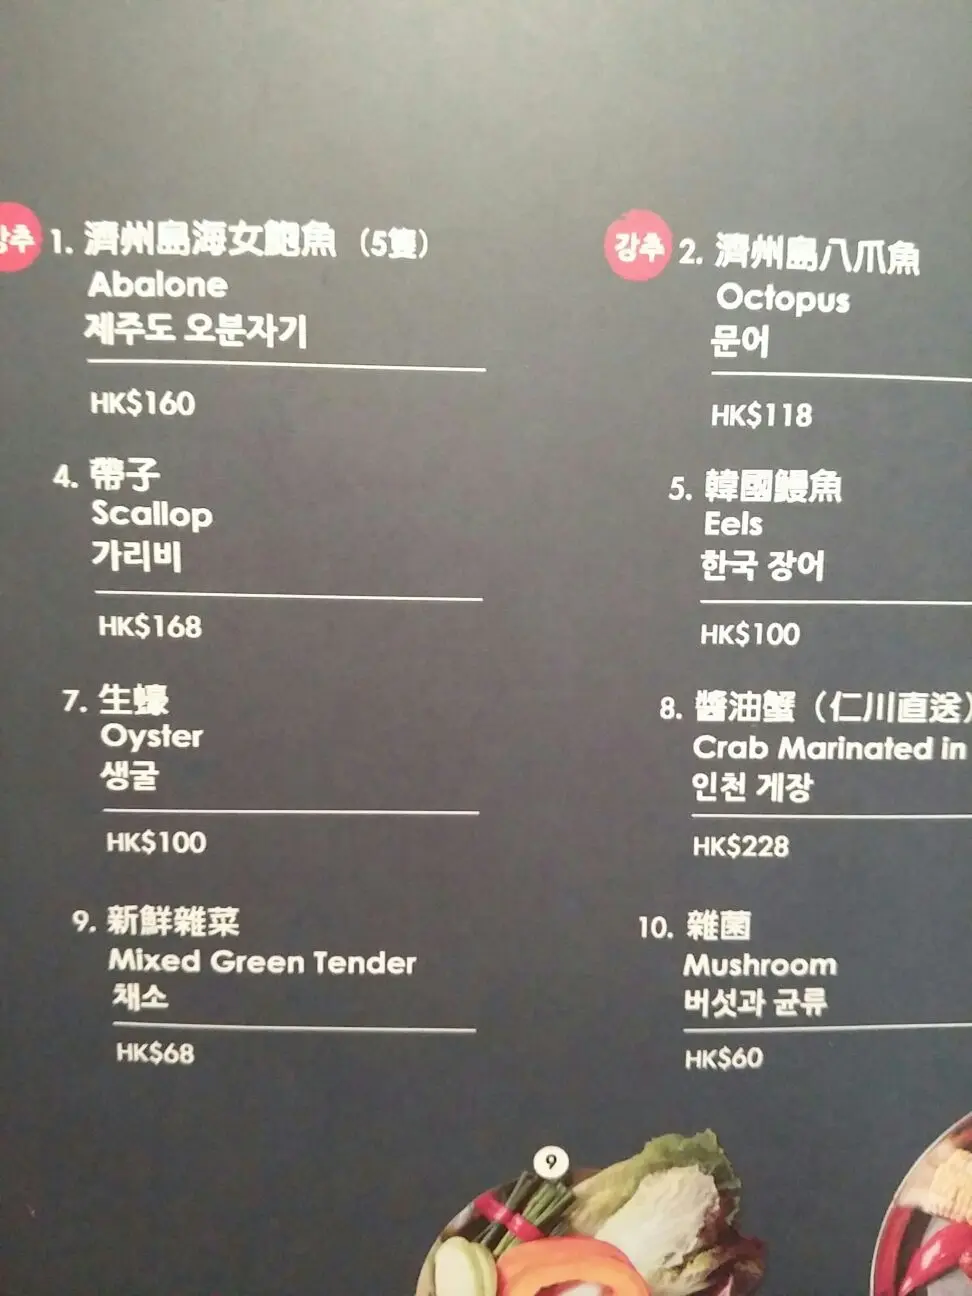 강추 1. 濟州島海女鮑魚（5隻）
Abalone
제주도 오분자기
HK$160
강추 2. 濟州島八爪魚
Octopus
문어
HK$118
4. 帶子
Scallop
가리비
HK$168
5. 韓國鰻魚
Eels
한국 장어
HK$100
7. 生蠔
Oyster
생굴
HK$100
8. 醬油蟹（仁川直送）
Crab Marinated in
인천 게장
HK$228
9. 新鮮雜菜
Mixed Green Tender
채소
HK$68
10. 雜菌
Mushroom
버섯과 균류
HK$60
9